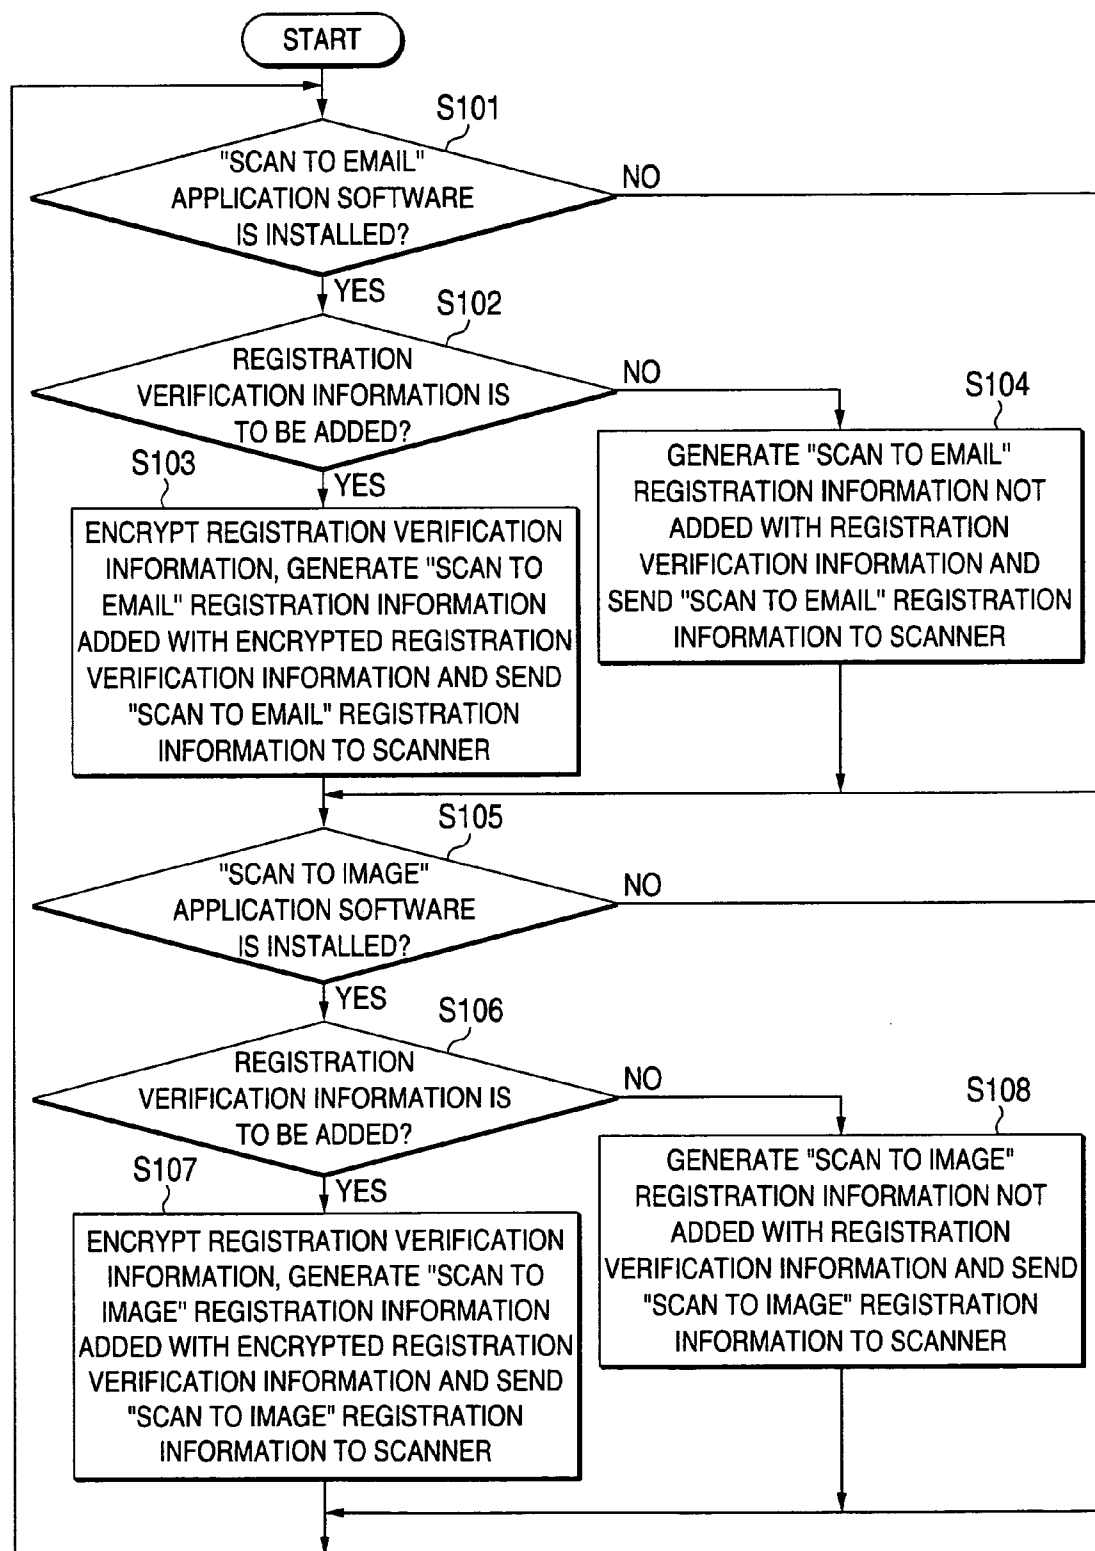 START
S101
"SCAN TO EMAIL"
APPLICATION SOFTWARE
IS INSTALLED?
NO
YES
S102
REGISTRATION
VERIFICATION INFORMATION IS
TO BE ADDED?
NO
YES
S103
ENCRYPT REGISTRATION VERIFICATION
INFORMATION, GENERATE "SCAN TO
EMAIL" REGISTRATION INFORMATION
ADDED WITH ENCRYPTED REGISTRATION
VERIFICATION INFORMATION AND SEND
"SCAN TO EMAIL" REGISTRATION
INFORMATION TO SCANNER
S104
GENERATE "SCAN TO EMAIL"
REGISTRATION INFORMATION NOT
ADDED WITH REGISTRATION
VERIFICATION INFORMATION AND
SEND "SCAN TO EMAIL" REGISTRATION
INFORMATION TO SCANNER
S105
"SCAN TO IMAGE"
APPLICATION SOFTWARE
IS INSTALLED?
NO
YES
S106
REGISTRATION
VERIFICATION INFORMATION IS
TO BE ADDED?
NO
YES
S107
ENCRYPT REGISTRATION VERIFICATION
INFORMATION, GENERATE "SCAN TO
IMAGE" REGISTRATION INFORMATION
ADDED WITH ENCRYPTED REGISTRATION
VERIFICATION INFORMATION AND SEND
"SCAN TO IMAGE" REGISTRATION
INFORMATION TO SCANNER
S108
GENERATE "SCAN TO IMAGE"
REGISTRATION INFORMATION NOT
ADDED WITH REGISTRATION
VERIFICATION INFORMATION AND SEND
"SCAN TO IMAGE" REGISTRATION
INFORMATION TO SCANNER